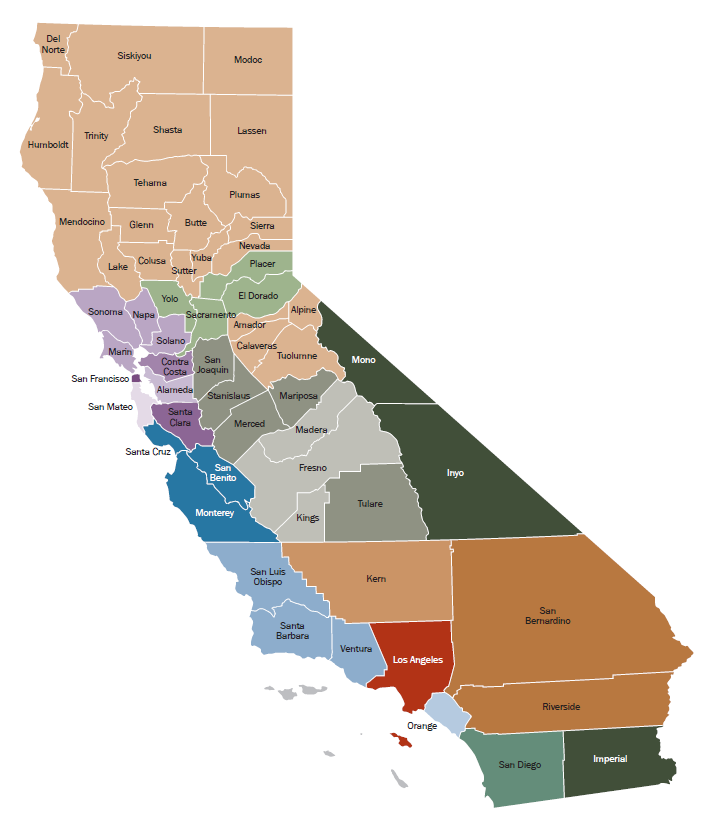 Del
Norte
Siskiyou
Modoc
Humboldt
Trinity
Shasta
Lassen
Tehama
Plumas
Mendocino
Glenn
Butte
Sierra
Nevada
Lake
Colusa
Yuba
Sutter
Placer
Yolo
El Dorado
Sonoma
Napa
Sacramento
Alpine
Amador
Solano
Marin
Calaveras
Tuolumne
Mono
San Francisco
Contra
Costa
San
Joaquin
Alameda
Stanislaus
Mariposa
San Mateo
Santa
Clara
Merced
Madera
Santa Cruz
San
Benito
Fresno
Inyo
Monterey
Kings
Tulare
San Luis
Obispo
Kern
San
Bernardino
Santa
Barbara
Ventura
Los Angeles
Orange
Riverside
San Diego
Imperial